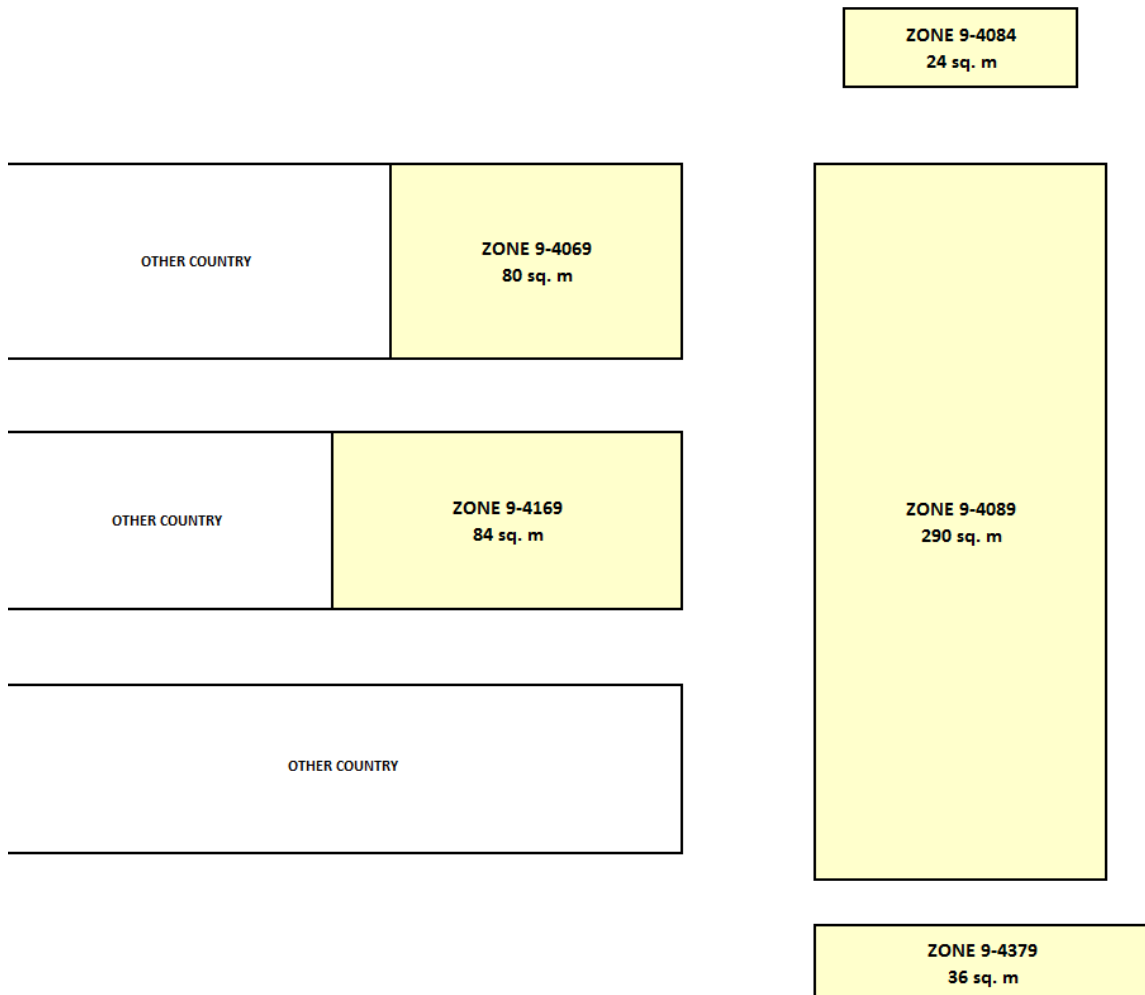 ZONE 9-4084
24 sq. m
OTHER COUNTRY
ZONE 9-4069
80 sq. m
OTHER COUNTRY
ZONE 9-4169
84 sq. m
ZONE 9-4089
290 sq. m
OTHER COUNTRY
ZONE 9-4379
36 sq. m